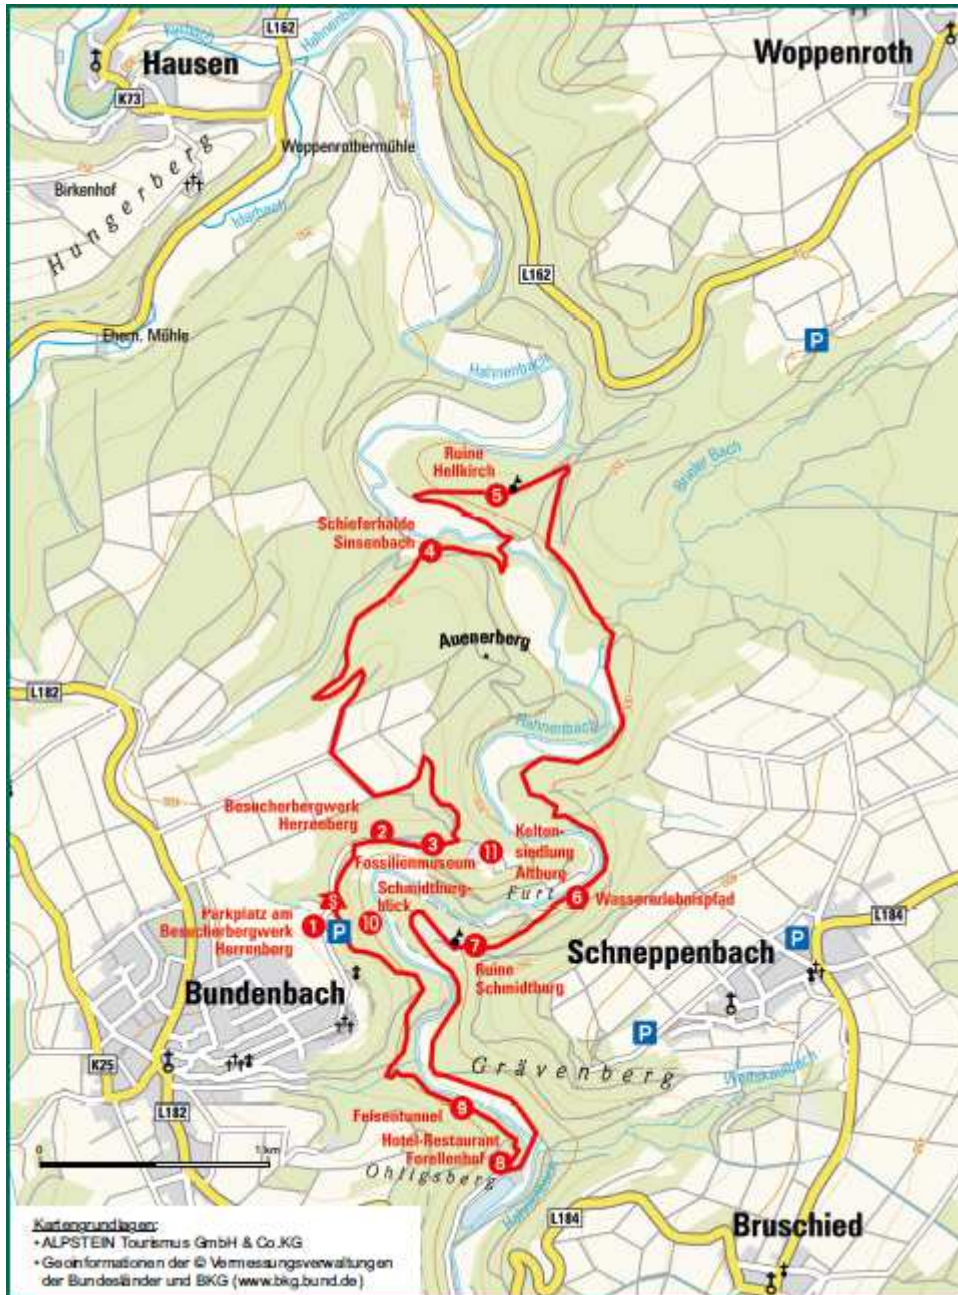 Hausen
Woppenroth
L162
Hahnenbach
K73
Woppenrothermühle
Birkenhof
Hungerberg
Idarbach
L162
Ehem. Mühle
P
Hahnenbach
Ruine
Hellkirch
5
Schieferhalde
Sinsenbach
4
Auenerberg
L182
Hahnenbach
Besucherbergwerk
Herrenberg
2
3
Fossilienmuseum
11
Kelten-
siedlung
Altburg
Furt
Schmidtburg-
blick
6
Wassererlebnispfad
S
Parkplatz am
Besucherbergwerk
Herrenberg
1
P
10
7
Ruine
Schmidtburg
L184
P
Schneppenbach
Bundenbach
P
K25
Grävenberg
L182
9
Felsentunnel
Hotel-Restaurant
Forellenhof
8
Ohligsberg
0
1 km
Hahnenbach
L184
Bruschied
Kartengrundlagen:
• ALPSTEIN Tourismus GmbH & Co.KG
• Geoinformationen der © Vermessungsverwaltungen
der Bundesländer und BKG (www.bkg.bund.de)